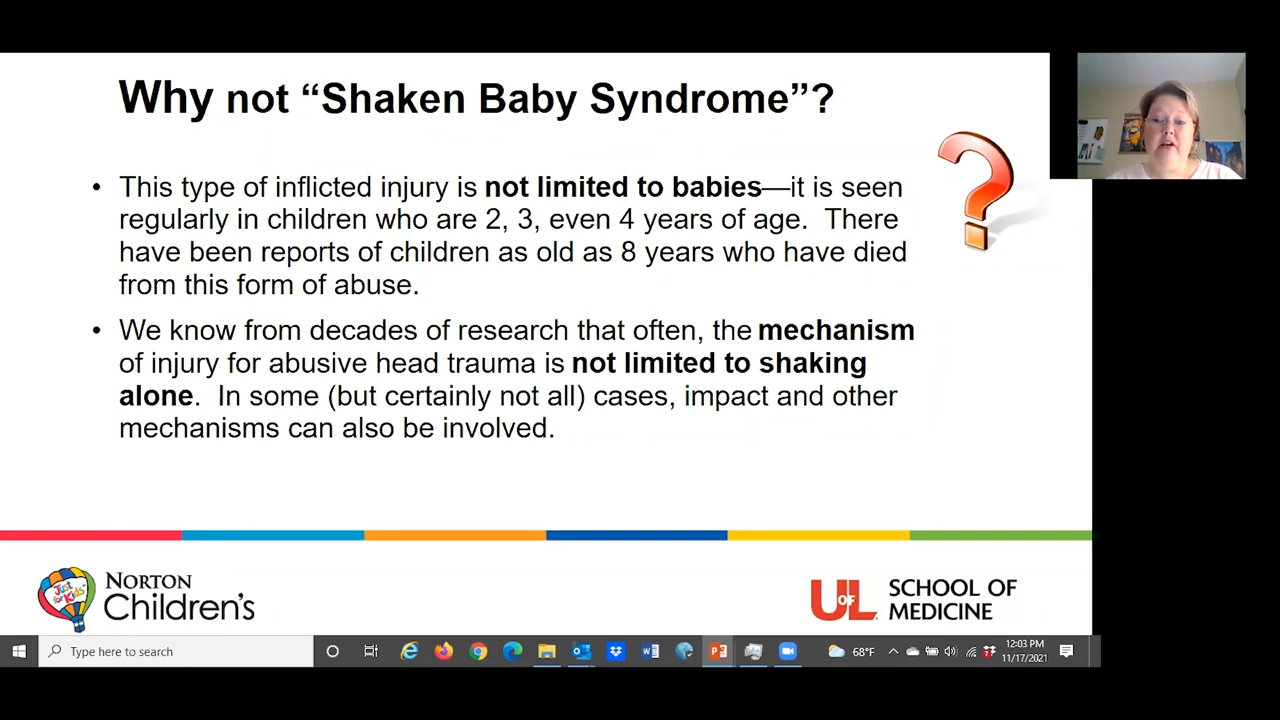 Why not “Shaken Baby Syndrome”?
• This type of inflicted injury is not limited to babies—it is seen
regularly in children who are 2, 3, even 4 years of age.  There
have been reports of children as old as 8 years who have died
from this form of abuse.
• We know from decades of research that often, the mechanism
of injury for abusive head trauma is not limited to shaking
alone.  In some (but certainly not all) cases, impact and other
mechanisms can also be involved.
Just for Kids
NORTON
Children's
UofL
SCHOOL OF
MEDICINE
Type here to search
68°F
12:03 PM
11/17/2021